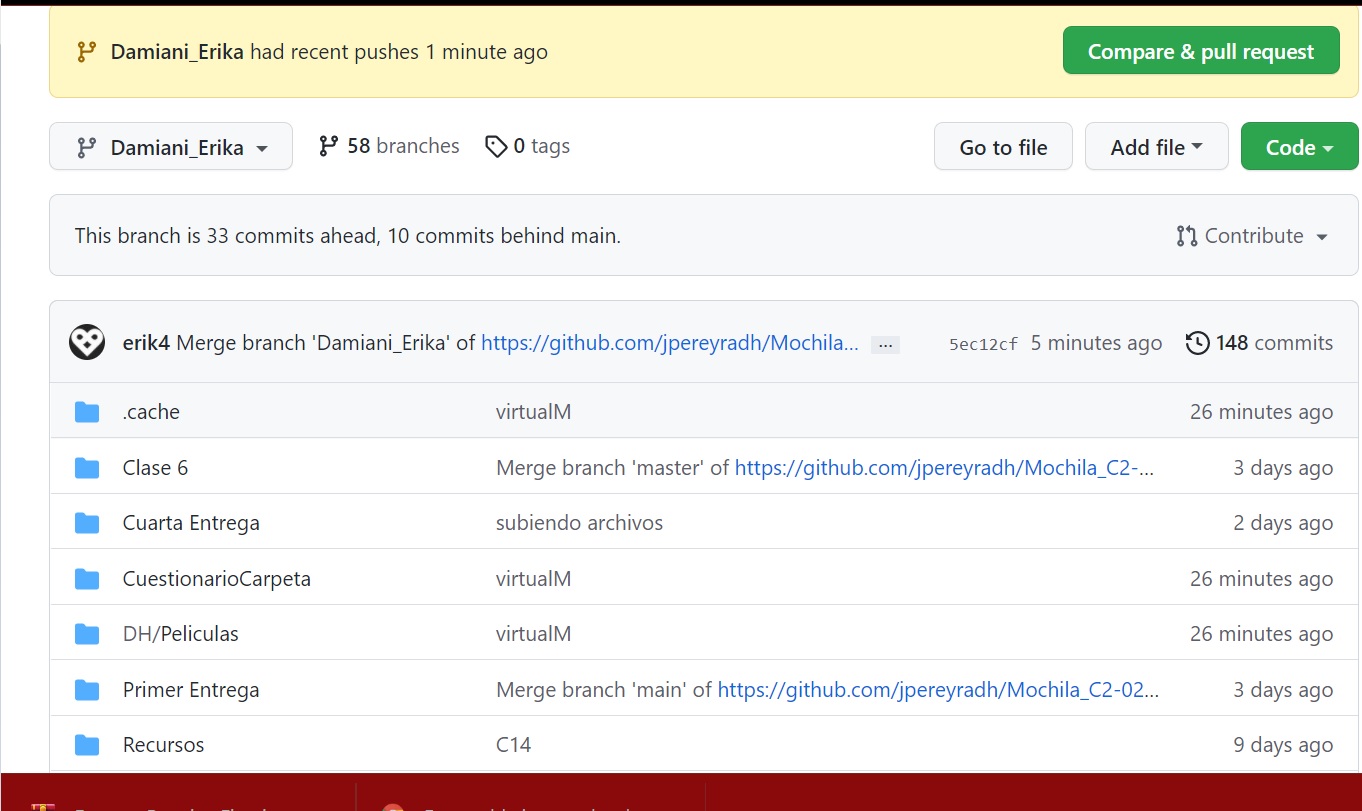 Damiani_Erika had recent pushes 1 minute ago
Compare & pull request
Damiani_Erika
58 branches
0 tags
Go to file
Add file
Code
This branch is 33 commits ahead, 10 commits behind main.
Contribute
erik4 Merge branch 'Damiani_Erika' of https://github.com/jpereyradh/Mochila... ... 5ec12cf 5 minutes ago 148 commits
.cache virtualM 26 minutes ago
Clase 6 Merge branch 'master' of https://github.com/jpereyradh/Mochila_C2-... 3 days ago
Cuarta Entrega subiendo archivos 2 days ago
CuestionarioCarpeta virtualM 26 minutes ago
DH/Peliculas virtualM 26 minutes ago
Primer Entrega Merge branch 'main' of https://github.com/jpereyradh/Mochila_C2-02... 3 days ago
Recursos C14 9 days ago